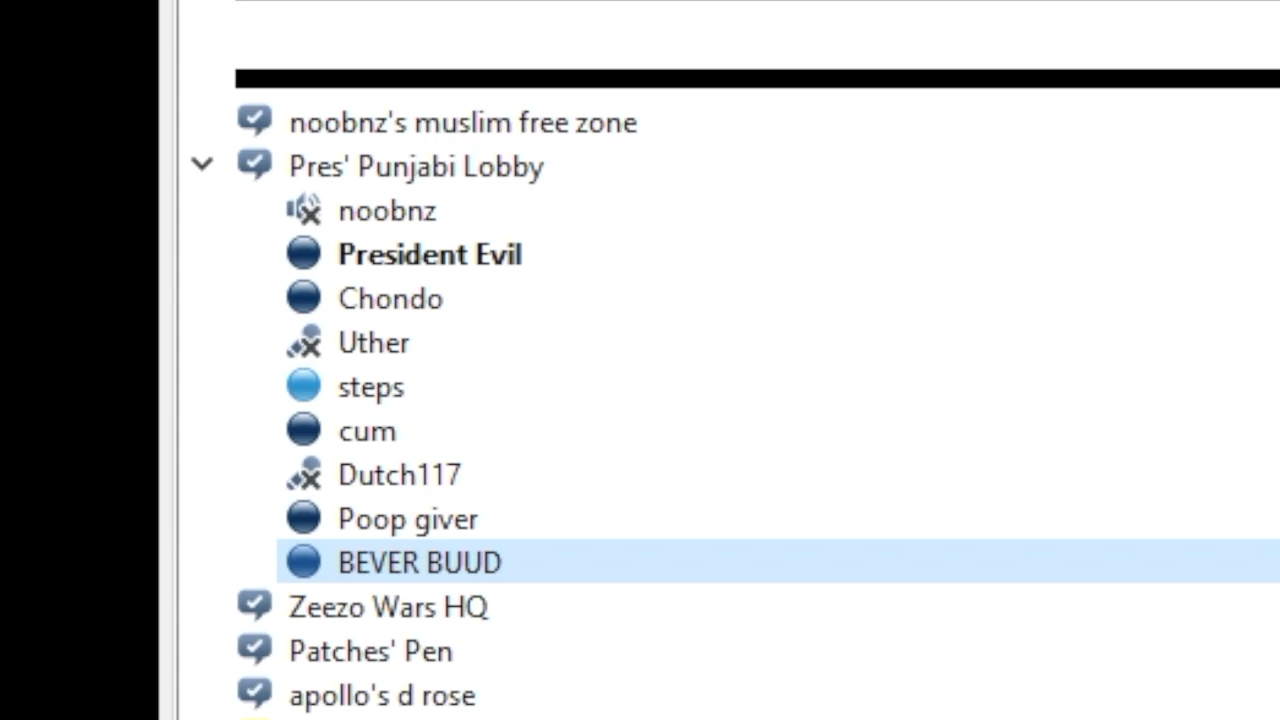 noobnz's muslim free zone
Pres' Punjabi Lobby
noobnz
President Evil
Chondo
Uther
steps
cum
Dutch117
Poop giver
BEVER BUUD
Zeezo Wars HQ
Patches' Pen
apollo's d rose